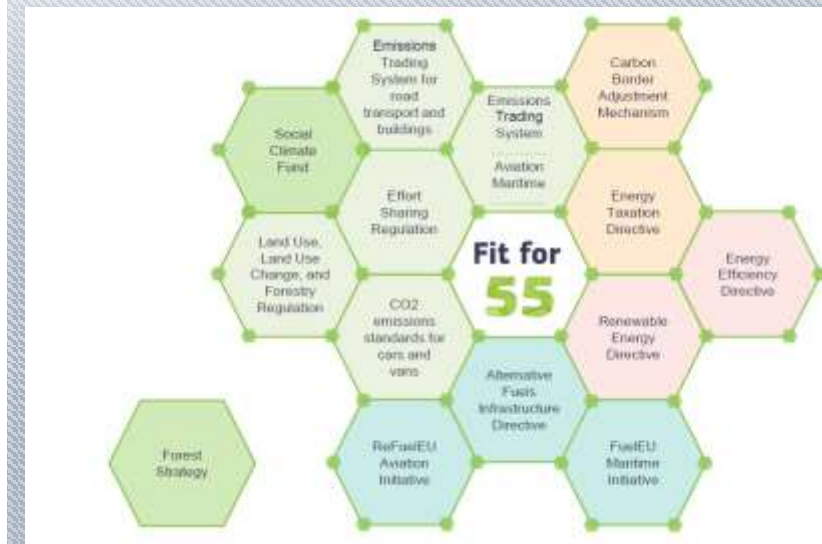 Emissions
Trading
System for
road
transport and
buildings
Carbon
Border
Adjustment
Mechanism
Emissions
Trading
System
Aviation
Maritime
Social
Climate
Fund
Effort
Sharing
Regulation
Energy
Taxation
Directive
Land Use,
Land Use
Change, and
Forestry
Regulation
Fit for
55
Energy
Efficiency
Directive
CO2
emissions
standards for
cars and
vans
Renewable
Energy
Directive
Alternative
Fuels
Infrastructure
Directive
Forest
Strategy
ReFuelEU
Aviation
Initiative
FuelEU
Maritime
Initiative